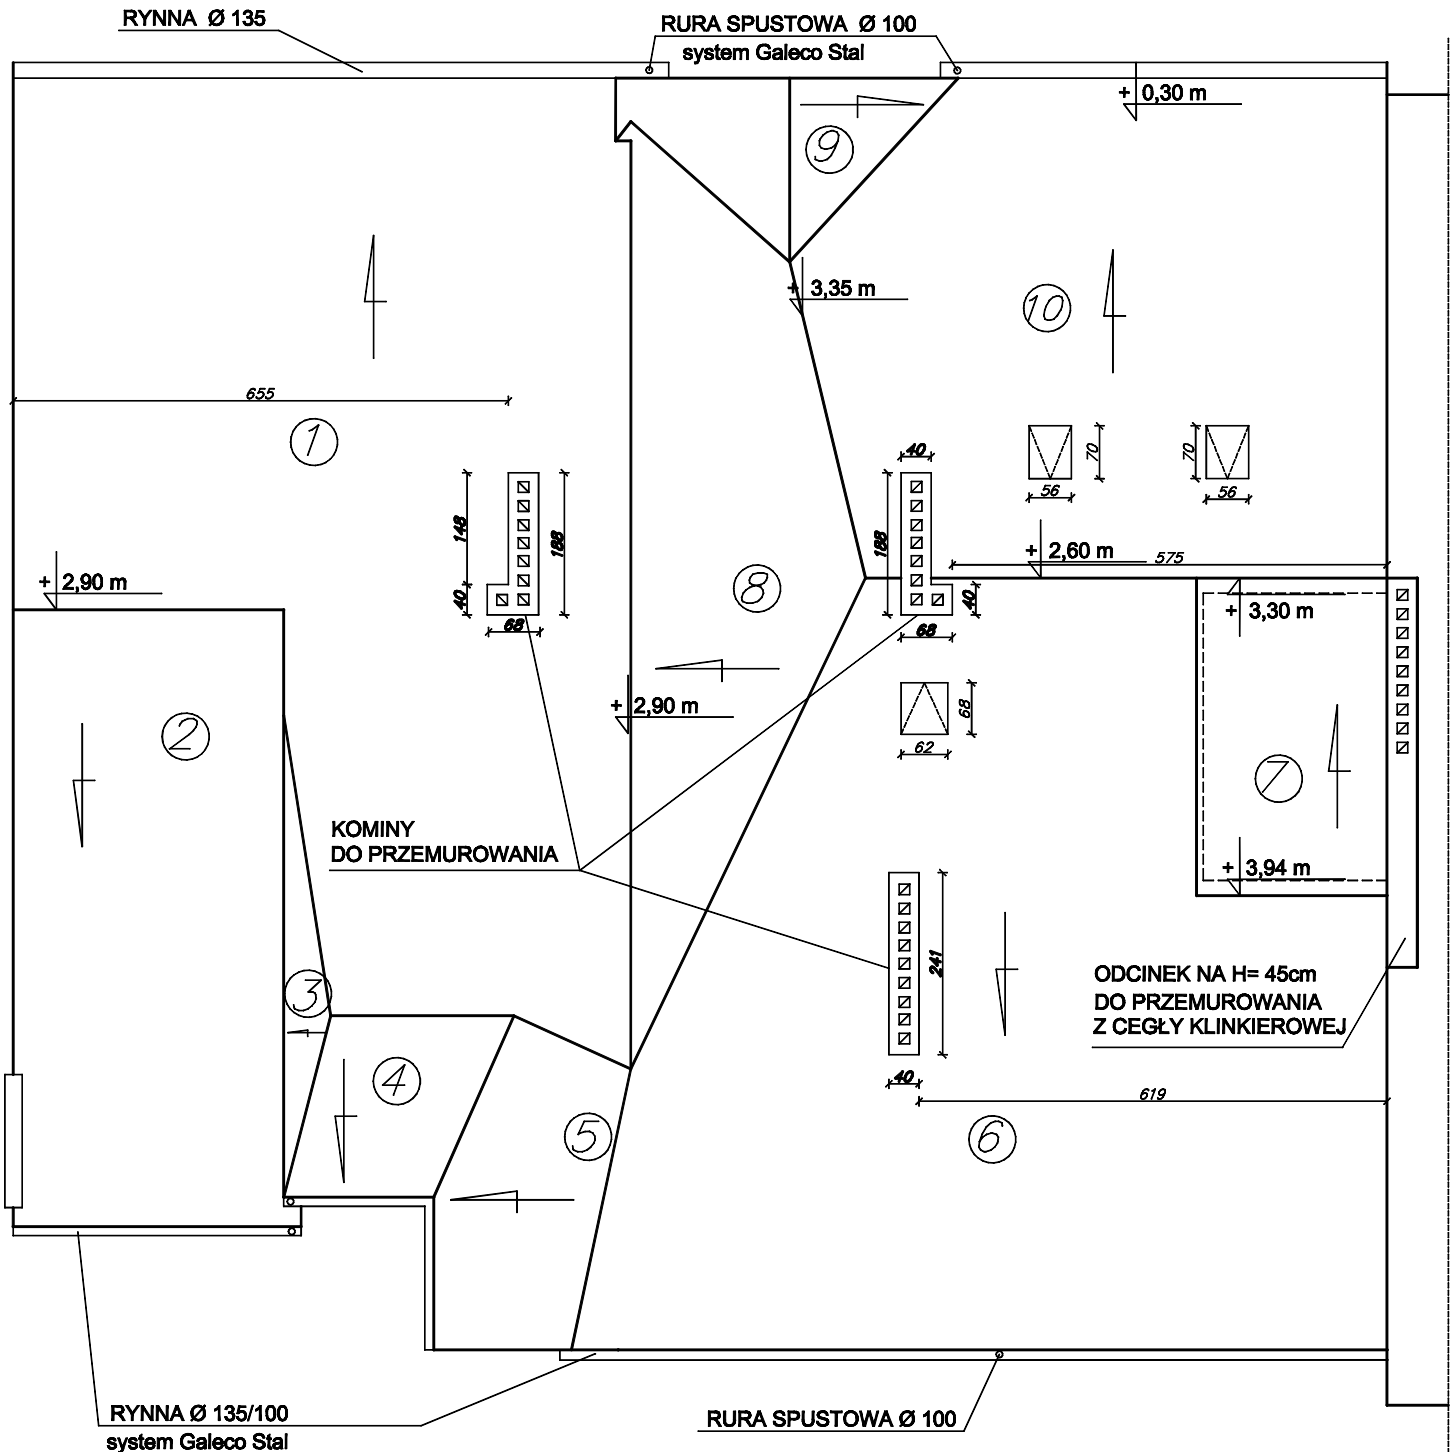 RYNNA Ø 135
RURA SPUSTOWA Ø 100
system Galeco Stal
+ 0,30 m
9
+ 3,35 m
10
655
1
40
70
70
56
56
148
188
188
+ 2,60 m
575
+ 2,90 m
40
68
8
40
68
+ 3,30 m
+ 2,90 m
2
68
62
7
KOMINY
DO PRZEMUROWANIA
+ 3,94 m
241
3
ODCINEK NA H= 45cm
DO PRZEMUROWANIA
Z CEGŁY KLINKIEROWEJ
4
40
619
5
6
RYNNA Ø 135/100
system Galeco Stal
RURA SPUSTOWA Ø 100